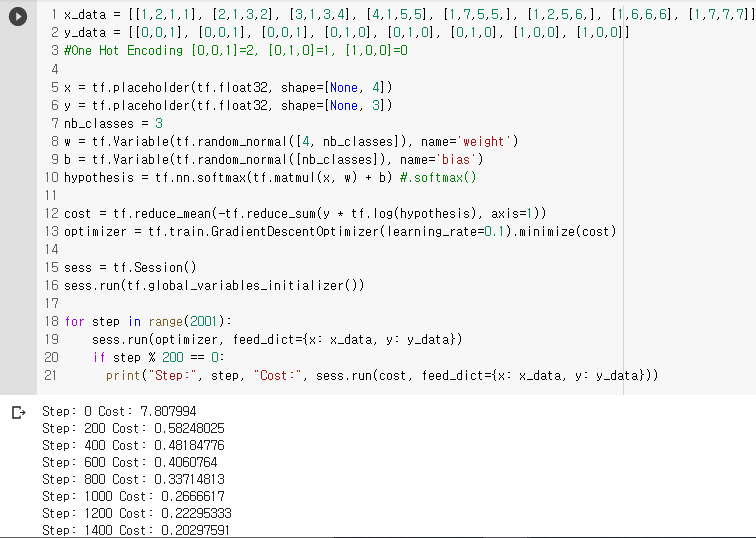 1 x_data = [[1,2,1,1], [2,1,3,2], [3,1,3,4], [4,1,5,5], [1,7,5,5,], [1,2,5,6,], [1,6,6,6], [1,7,7,7]]
2 y_data = [[0,0,1], [0,0,1], [0,0,1], [0,1,0], [0,1,0], [0,1,0], [1,0,0], [1,0,0]]
3 #One Hot Encoding [0,0,1]=2, [0,1,0]=1, [1,0,0]=0
4
5 x = tf.placeholder(tf.float32, shape=[None, 4])
6 y = tf.placeholder(tf.float32, shape=[None, 3])
7 nb_classes = 3
8 w = tf.Variable(tf.random_normal([4, nb_classes]), name='weight')
9 b = tf.Variable(tf.random_normal([nb_classes]), name='bias')
10 hypothesis = tf.nn.softmax(tf.matmul(x, w) + b) #.softmax()
11
12 cost = tf.reduce_mean(-tf.reduce_sum(y * tf.log(hypothesis), axis=1))
13 optimizer = tf.train.GradientDescentOptimizer(learning_rate=0.1).minimize(cost)
14
15 sess = tf.Session()
16 sess.run(tf.global_variables_initializer())
17
18 for step in range(2001):
19     sess.run(optimizer, feed_dict={x: x_data, y: y_data})
20     if step % 200 == 0:
21       print("Step:", step, "Cost:", sess.run(cost, feed_dict={x: x_data, y: y_data}))
Step: 0 Cost: 7.807994
Step: 200 Cost: 0.58248025
Step: 400 Cost: 0.48184776
Step: 600 Cost: 0.4060764
Step: 800 Cost: 0.33714813
Step: 1000 Cost: 0.2666617
Step: 1200 Cost: 0.22295333
Step: 1400 Cost: 0.20297591